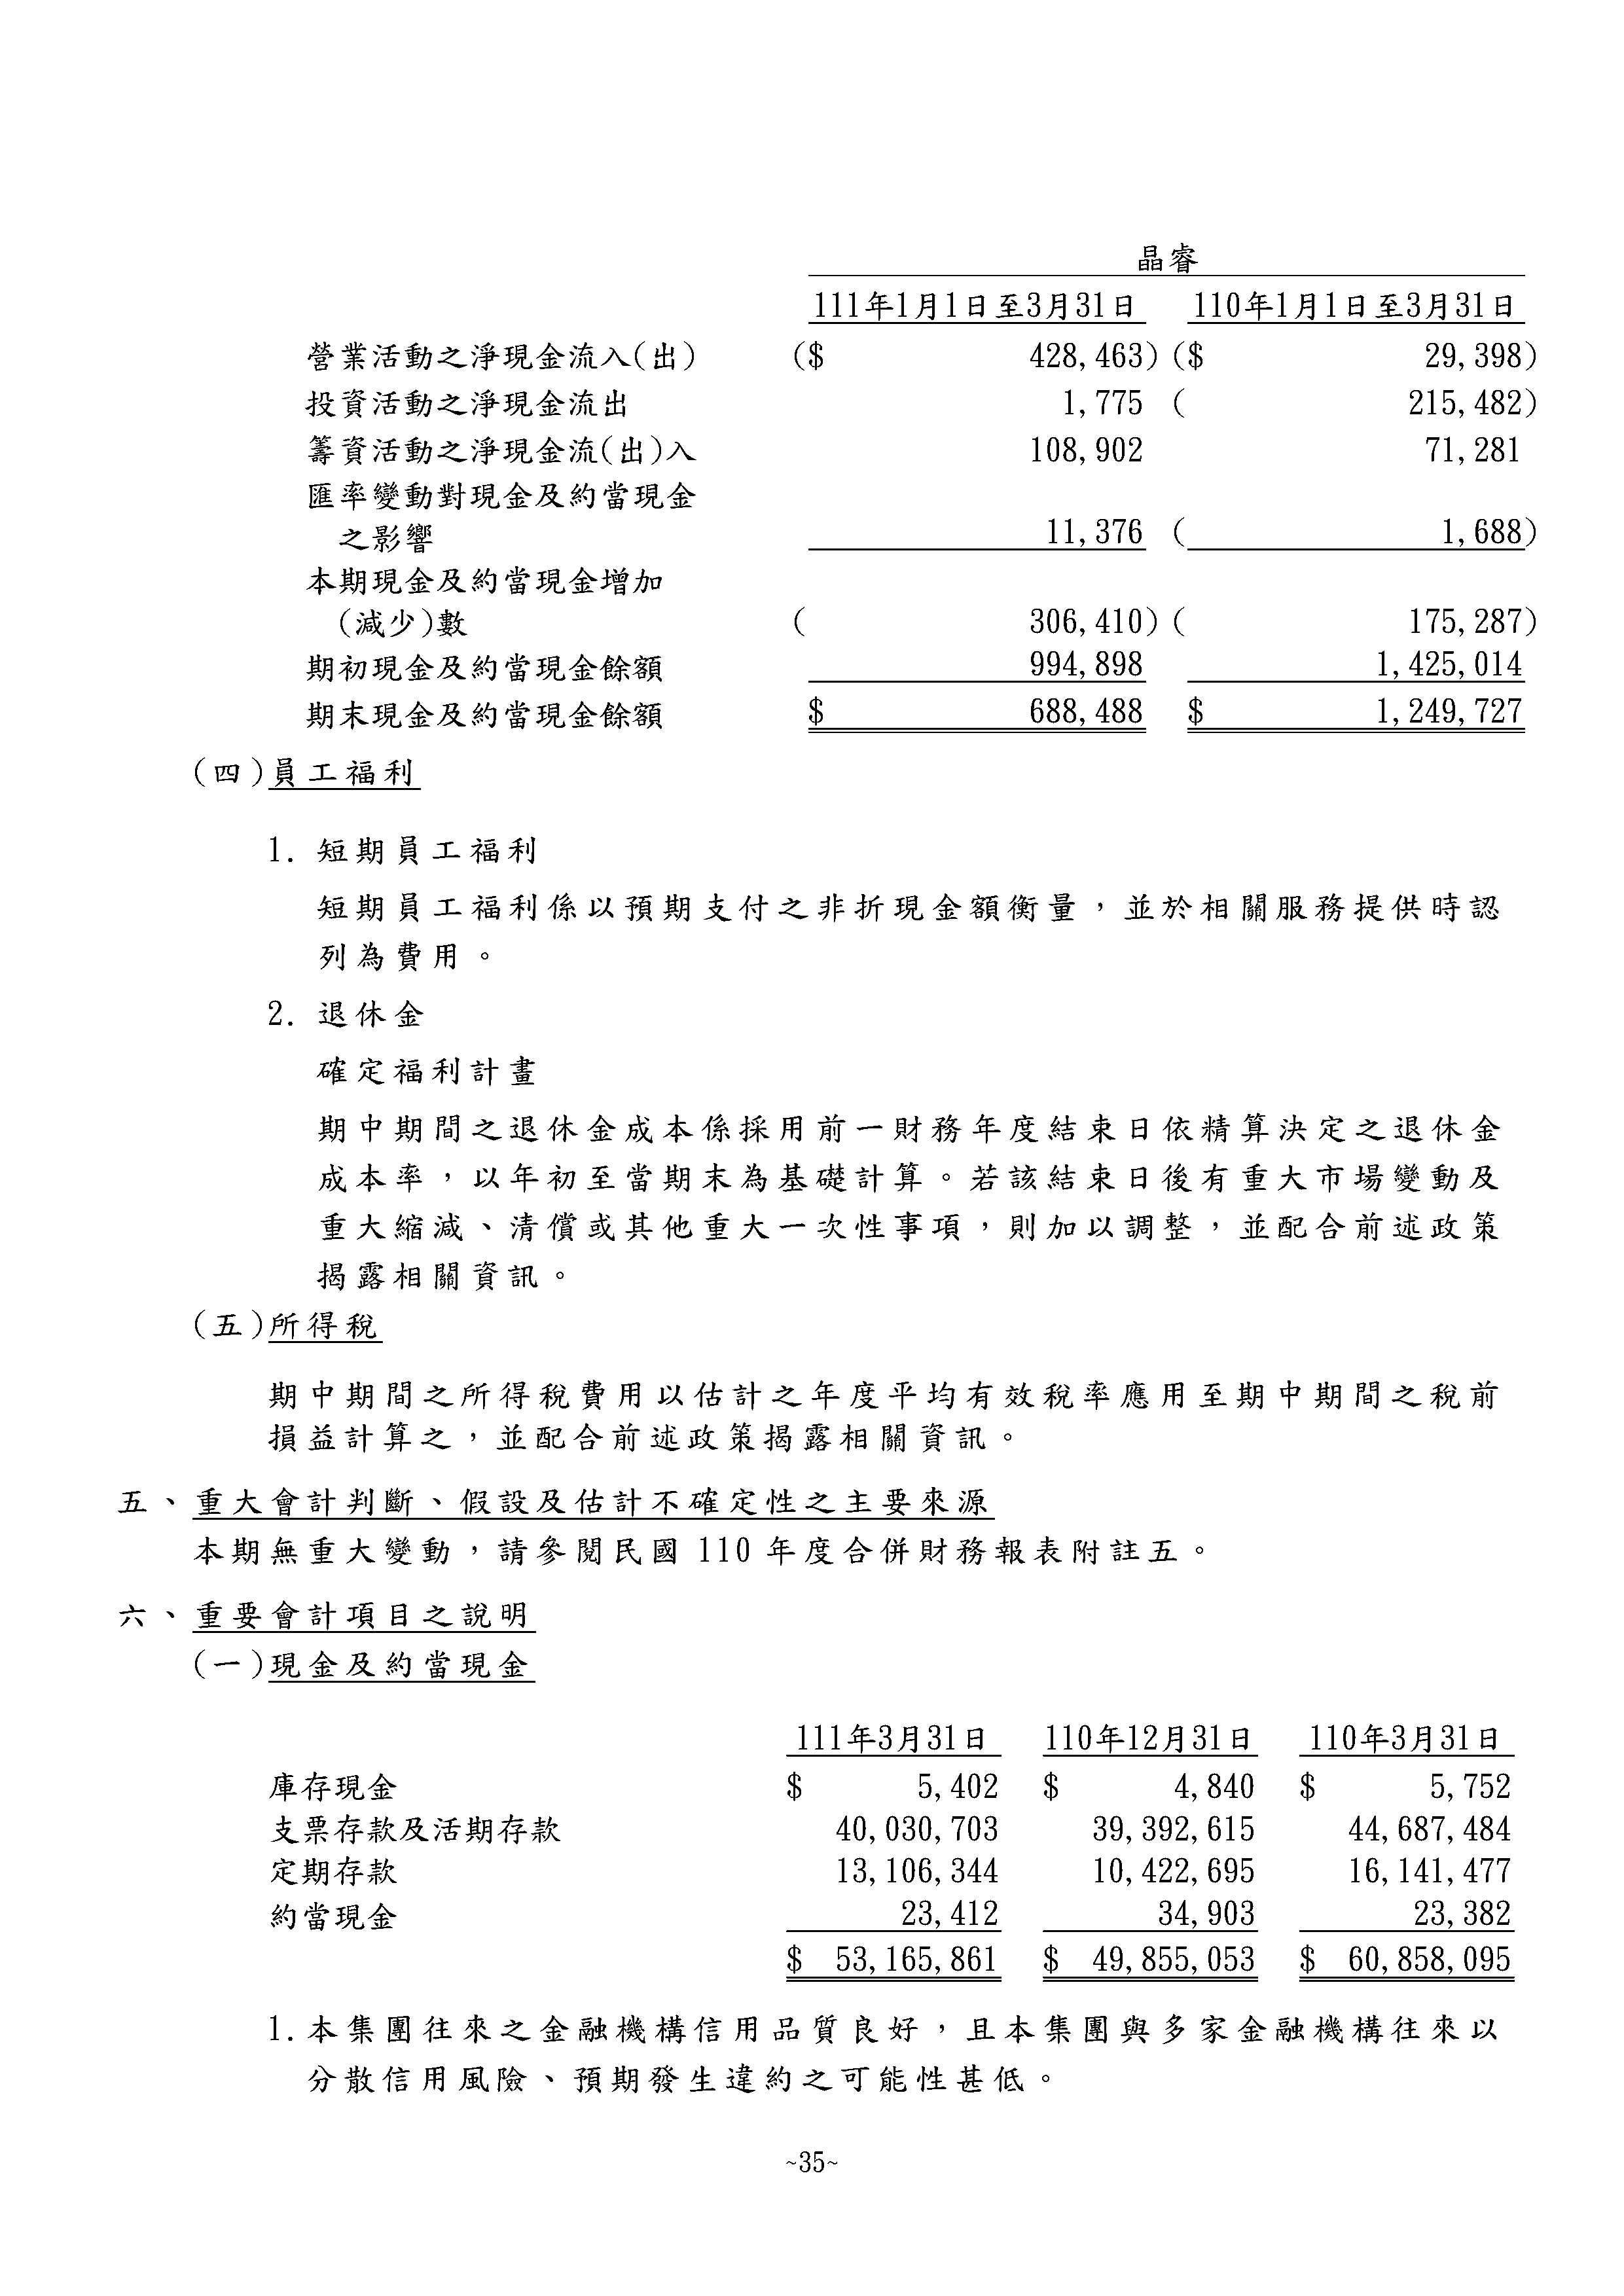 晶睿
111年1月1日至3月31日 110年1月1日至3月31日
營業活動之淨現金流入(出) ($ 428,463) ($ 29,398)
投資活動之淨現金流出 1,775 ( 215,482)
籌資活動之淨現金流(出)入 108,902 71,281
匯率變動對現金及約當現金
之影響 11,376 ( 1,688)
本期現金及約當現金增加
(減少)數 ( 306,410) ( 175,287)
期初現金及約當現金餘額 994,898 1,425,014
期末現金及約當現金餘額 $ 688,488 $ 1,249,727
(四)員工福利
1. 短期員工福利
短期員工福利係以預期支付之非折現金額衡量，並於相關服務提供時認
列為費用。
2. 退休金
確定福利計畫
期中期間之退休金成本係採用前一財務年度結束日依精算決定之退休金
成本率，以年初至當期末為基礎計算。若該結束日後有重大市場變動及
重大縮減、清償或其他重大一次性事項，則加以調整，並配合前述政策
揭露相關資訊。
(五)所得稅
期中期間之所得稅費用以估計之年度平均有效稅率應用至期中期間之稅前
損益計算之，並配合前述政策揭露相關資訊。
五、重大會計判斷、假設及估計不確定性之主要來源
本期無重大變動，請參閱民國 110 年度合併財務報表附註五。
六、重要會計項目之說明
(一)現金及約當現金
111年3月31日 110年12月31日 110年3月31日
庫存現金 $ 5,402 $ 4,840 $ 5,752
支票存款及活期存款 40,030,703 39,392,615 44,687,484
定期存款 13,106,344 10,422,695 16,141,477
約當現金 23,412 34,903 23,382
$ 53,165,861 $ 49,855,053 $ 60,858,095
1.本集團往來之金融機構信用品質良好，且本集團與多家金融機構往來以
分散信用風險、預期發生違約之可能性甚低。
~35~